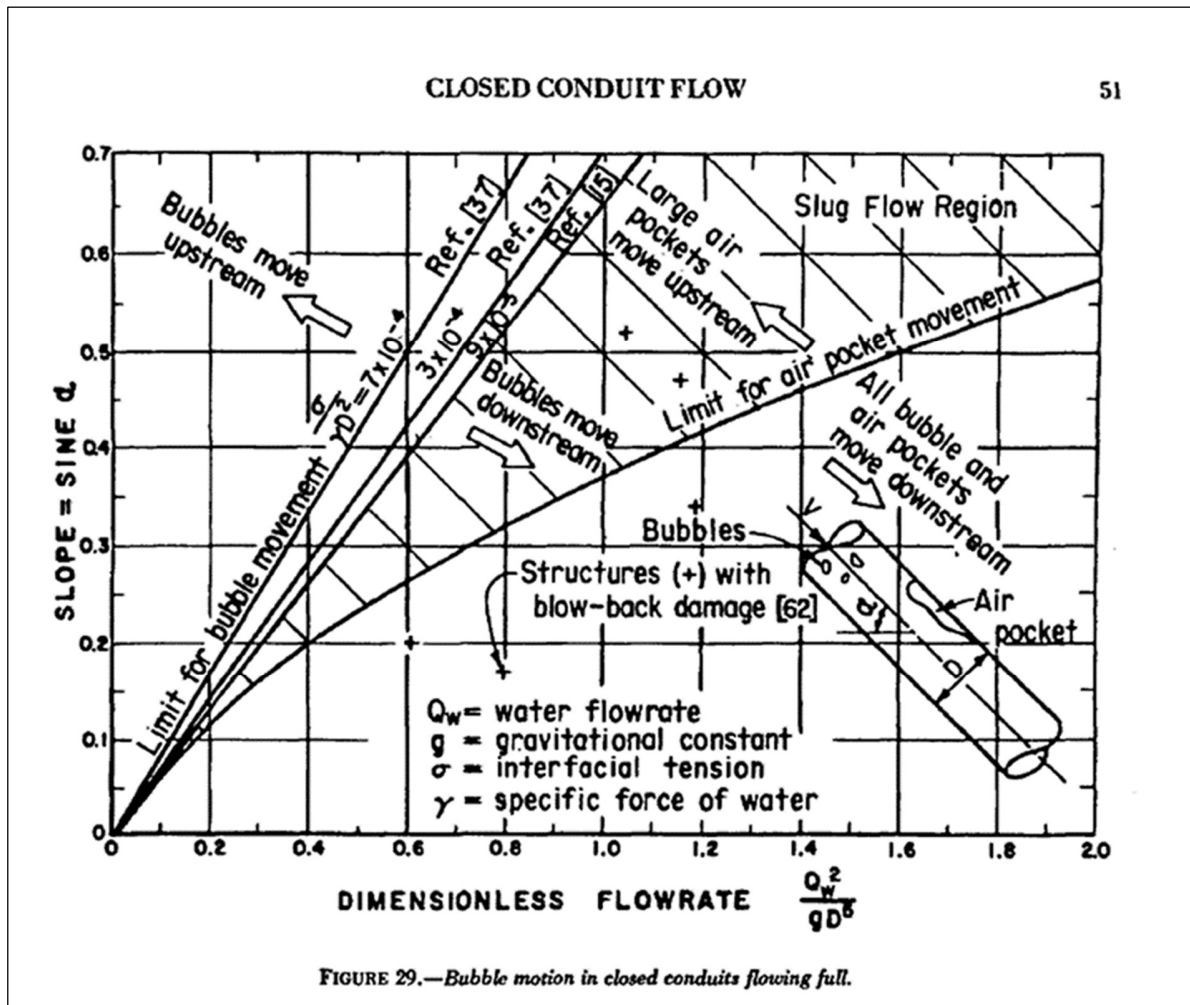 CLOSED CONDUIT FLOW 51
0.7
0.6
0.5
0.4
0.3
0.2
0.1
0
SLOPE = SINE α
Bubbles move
upstream
Ref. [37]
Ref. [37]
Ref. [15]
Large air
pockets
move upstream
Slug Flow Region
Limit for bubble movement
σ
γD² = 7 x 10⁻⁴
3 x 10⁻⁴
9 x 10⁻³
Bubbles move
downstream
Limit for air pocket movement
All bubble and
air pockets
move downstream
Bubbles
V
α
Air
pocket
D
Structures (+) with
blow-back damage [62]
Qw = water flowrate
g = gravitational constant
σ = interfacial tension
γ = specific force of water
0 0.2 0.4 0.6 0.8 1.0 1.2 1.4 1.6 1.8 2.0
DIMENSIONLESS FLOWRATE Qw²
gD⁵
FIGURE 29.—Bubble motion in closed conduits flowing full.